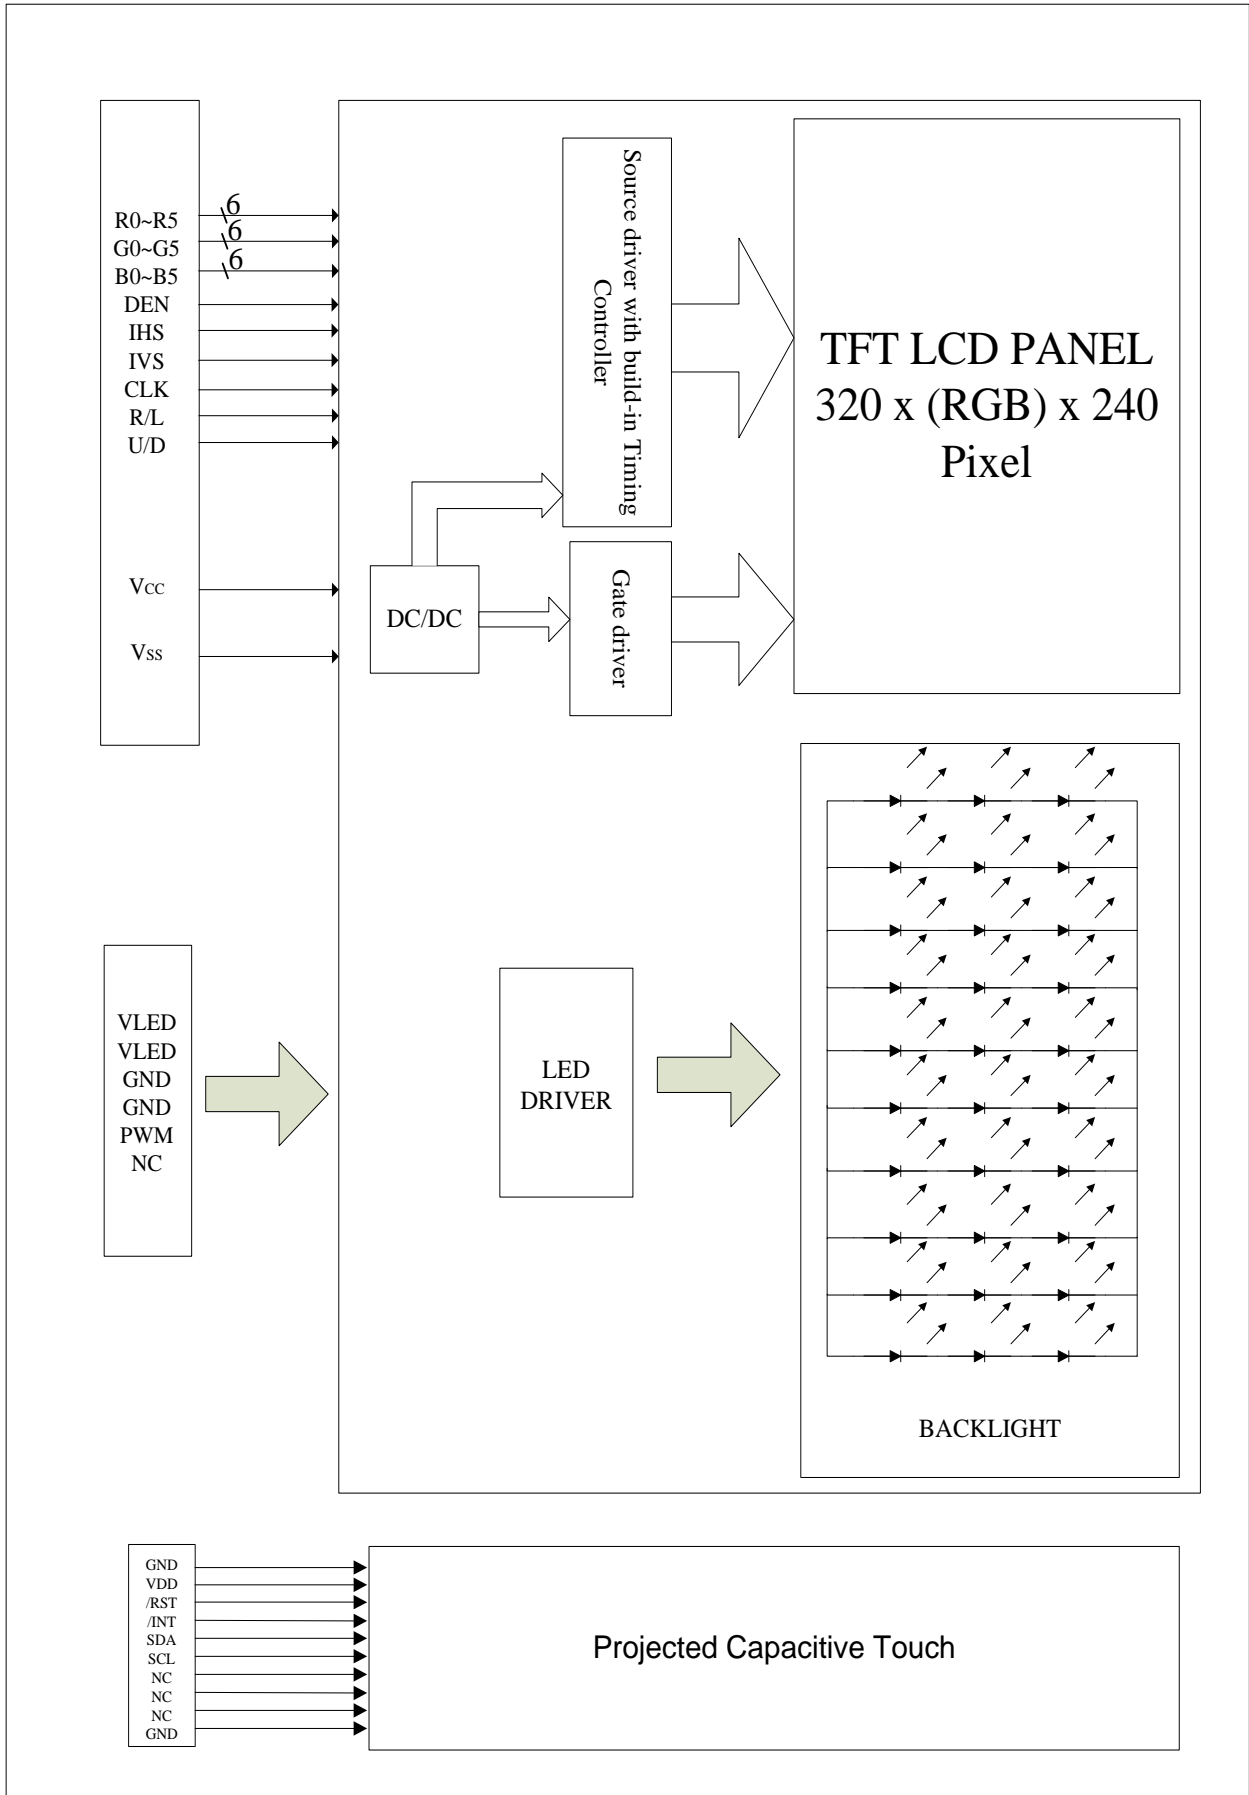 R0~R5
G0~G5
B0~B5
DEN
IHS
IVS
CLK
R/L
U/D
VCC
VSS
6
6
6
Source driver with build-in Timing
Controller
DC/DC
Gate driver
TFT LCD PANEL
320 x (RGB) x 240
Pixel
VLED
VLED
GND
GND
PWM
NC
LED
DRIVER
BACKLIGHT
GND
VDD
/RST
/INT
SDA
SCL
NC
NC
NC
GND
Projected Capacitive Touch